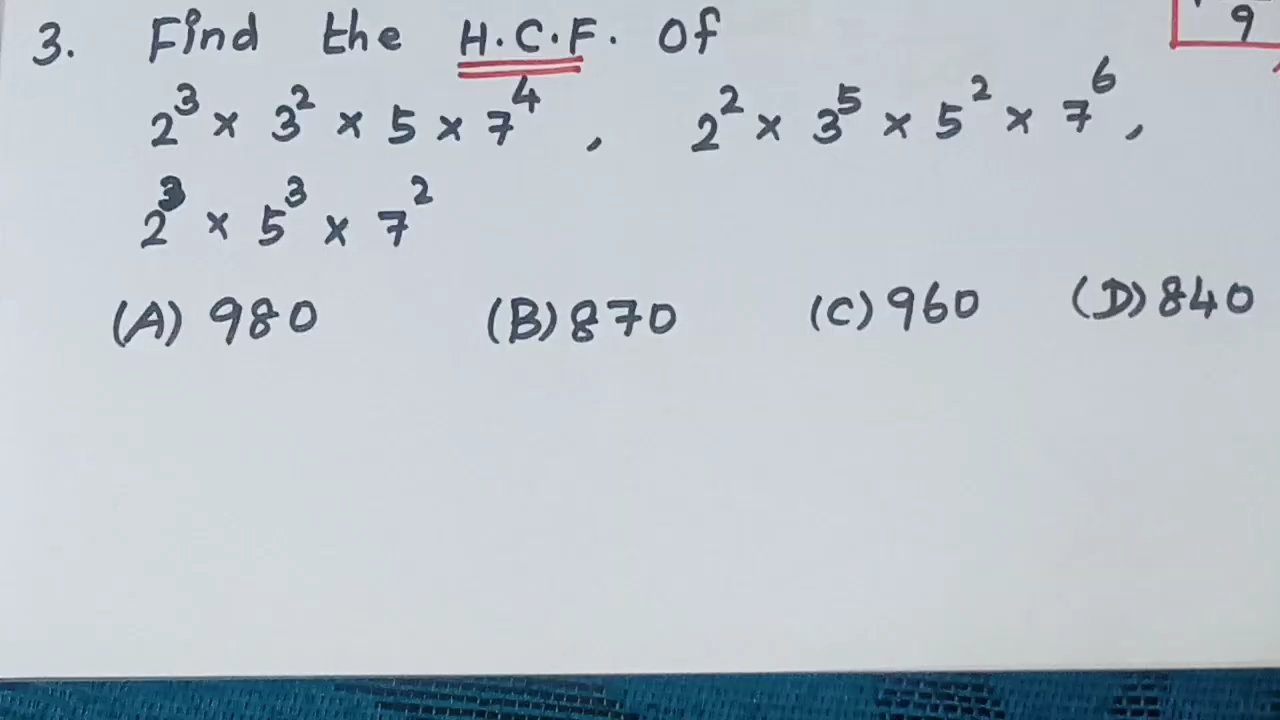 3. Find the H.C.F. Of
2³ × 3² × 5 × 7⁴ , 2² × 3⁵ × 5² × 7⁶ ,
2³ × 5³ × 7²
(A) 980 (B) 870 (C) 960 (D) 840
9